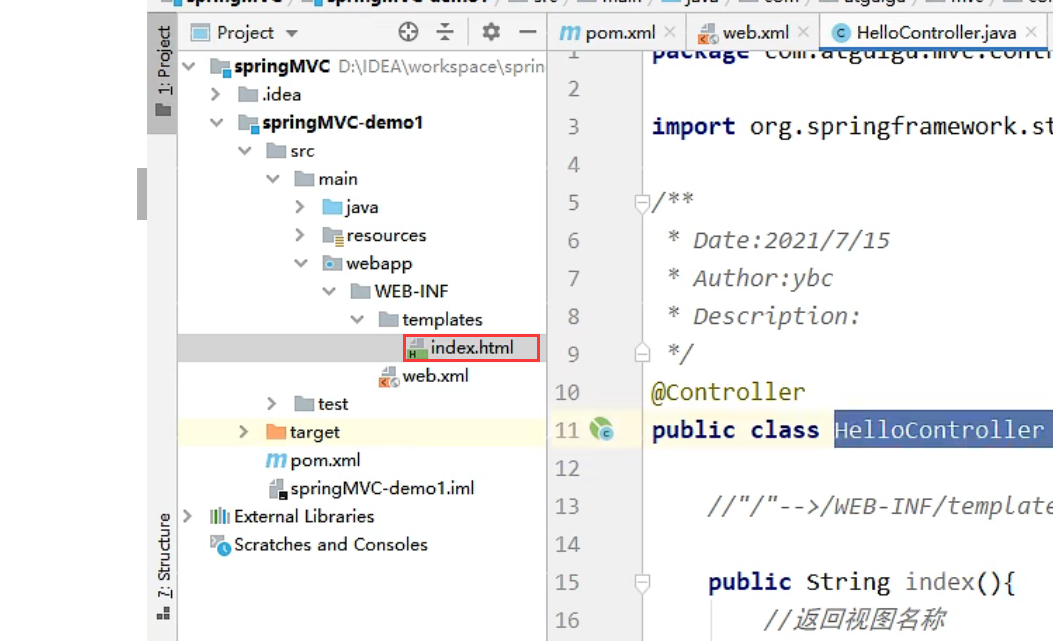 1: Project
7: Structure
Project
springMVC D:\IDEA\workspace\sprin
.idea
springMVC-demo1
src
main
java
resources
webapp
WEB-INF
templates
index.html
web.xml
test
target
pom.xml
springMVC-demo1.iml
External Libraries
Scratches and Consoles
pom.xml web.xml HelloController.java
1 package com.atguigu.mvc.contr
2
3 import org.springframework.st
4
5 /**
6 * Date:2021/7/15
7 * Author:ybc
8 * Description:
9 */
10 @Controller
11 public class HelloController
12
13 //"/"-->/WEB-INF/template
14
15 public String index(){
16 //返回视图名称